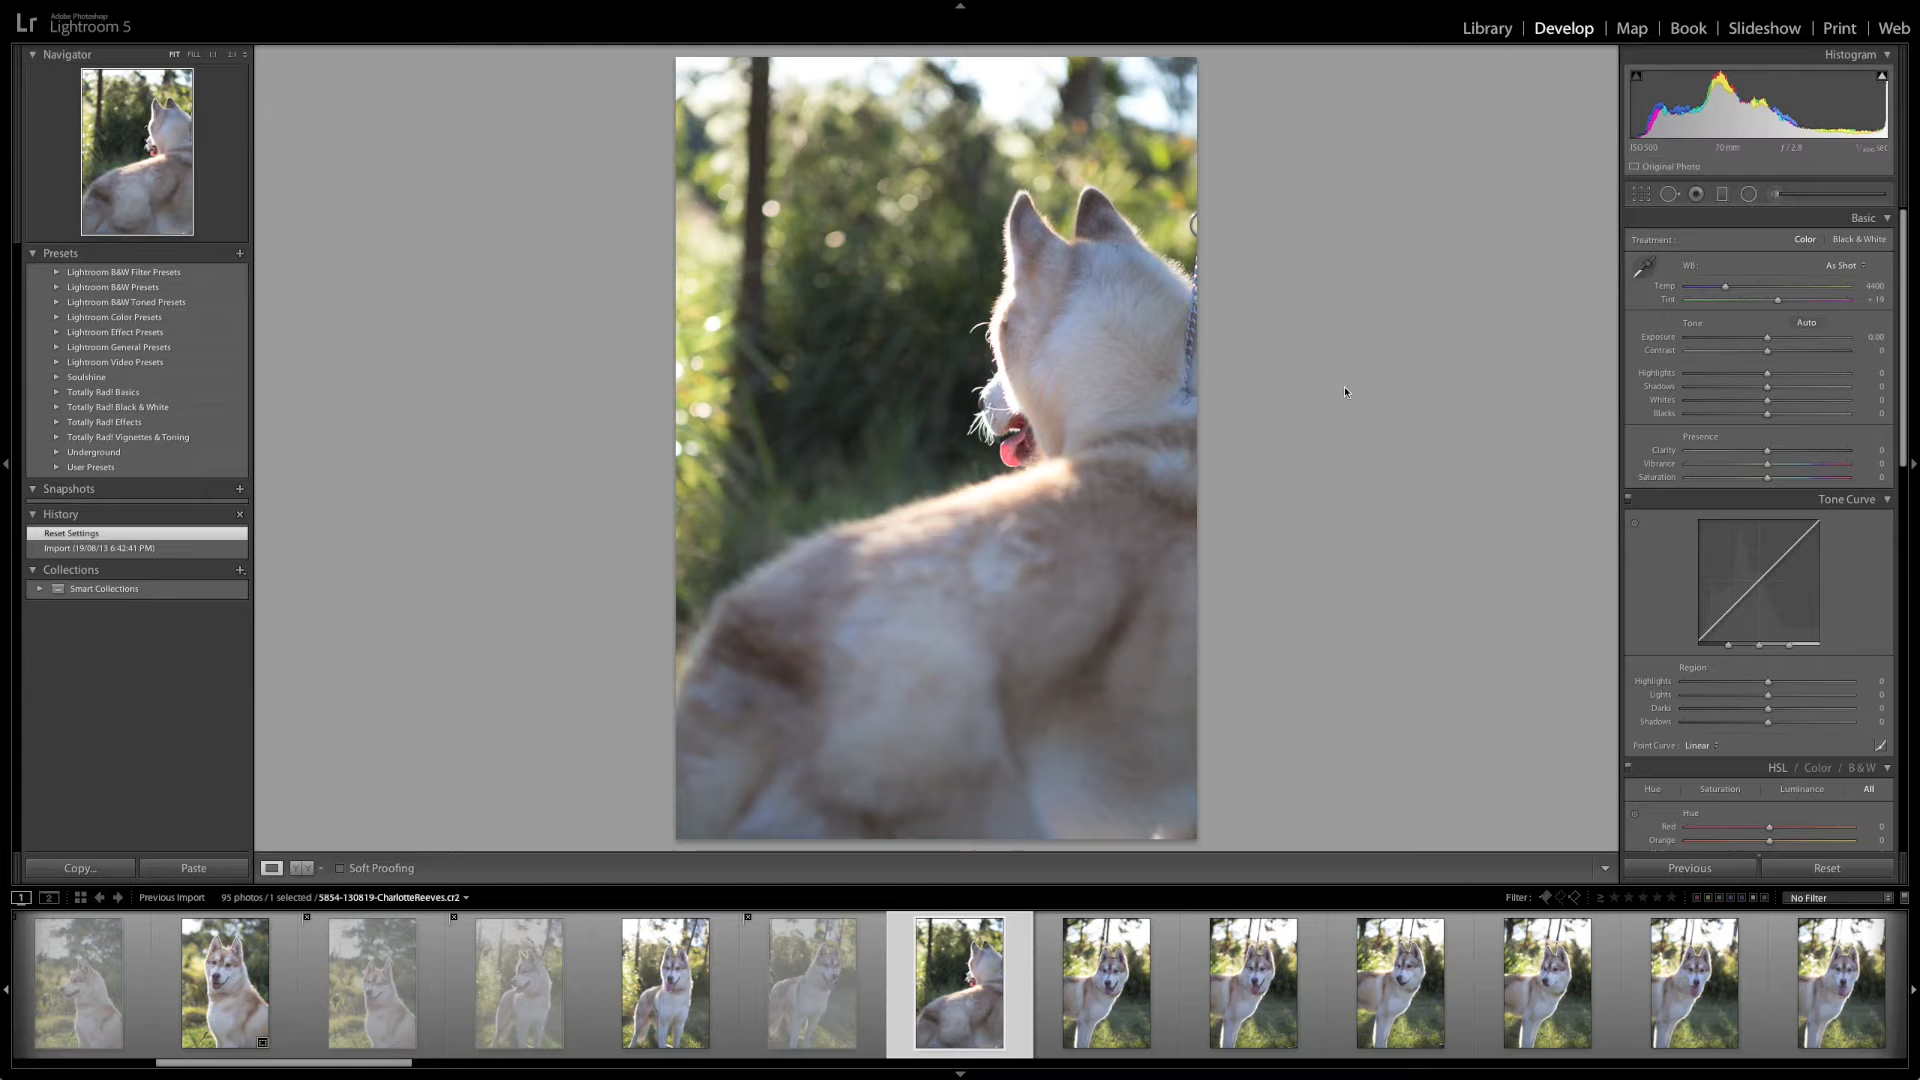 Lr Adobe Photoshop
Lightroom 5
Library | Develop | Map | Book | Slideshow | Print | Web
Navigator FIT FILL 1:1 2:1
Presets +
Lightroom B&W Filter Presets
Lightroom B&W Presets
Lightroom B&W Toned Presets
Lightroom Color Presets
Lightroom Effect Presets
Lightroom General Presets
Lightroom Video Presets
Soulshine
Totally Rad! Basics
Totally Rad! Black & White
Totally Rad! Effects
Totally Rad! Vignettes & Toning
Underground
User Presets
Snapshots +
History ×
Reset Settings
Import (19/08/13 6:42:41 PM)
Collections +
Smart Collections
Copy... Paste
Soft Proofing
Histogram
ISO 500 70 mm ƒ / 2.8 1/800 sec
Original Photo
Basic
Treatment : Color | Black & White
WB : As Shot
Temp 4400
Tint + 19
Tone Auto
Exposure 0.00
Contrast 0
Highlights 0
Shadows 0
Whites 0
Blacks 0
Presence
Clarity 0
Vibrance 0
Saturation 0
Tone Curve
Region
Highlights 0
Lights 0
Darks 0
Shadows 0
Point Curve : Linear
HSL / Color / B & W
Hue Saturation Luminance All
Hue
Red 0
Orange 0
Previous Reset
1 2 Previous Import 95 photos / 1 selected / 5854-130819-CharlotteReeves.cr2 Filter : ≥ ★★★★★ No Filter